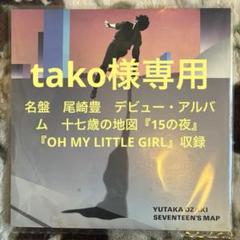 tako様専用
名盤　尾崎豊　デビュー・アルバ
ム　十七歳の地図『15の夜』
『OH MY LITTLE GIRL』収録
YUTAKA OZAKI
SEVENTEEN'S MAP